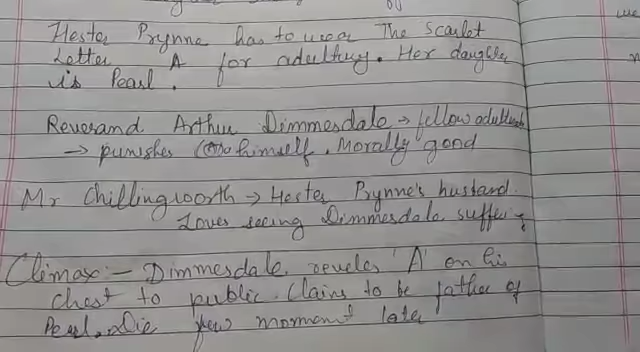 Hester Prynne has to wear The Scarlet
Letter A for adultery. Her daughter
is Pearl.
Reverand Arthur Dimmesdale → fellow
→ punishes himself. Morally good
Mr Chillingworth → Hester Prynne's husband.
Loves seeing Dimmesdale suffering
Climax:- Dimmesdale reveles 'A' on his
chest to public. Claims to be father of
Pearl. Die few moment later